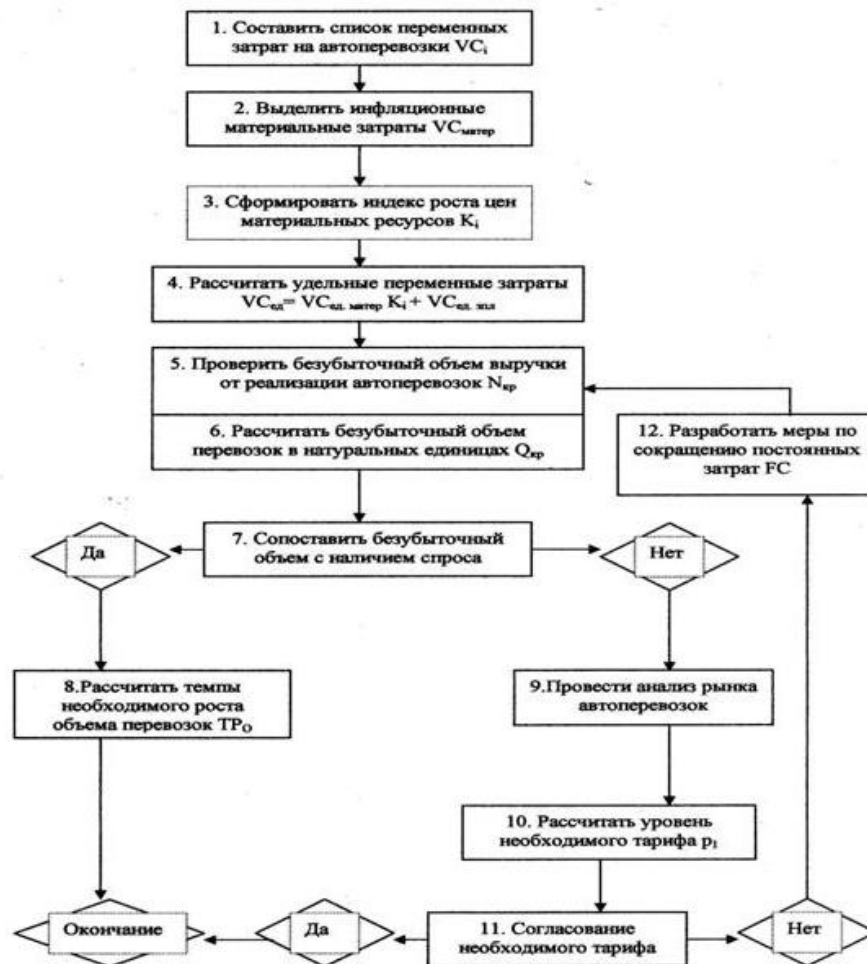 1. Составить список переменных
затрат на автоперевозки VCi
2. Выделить инфляционные
материальные затраты VCматер
3. Сформировать индекс роста цен
материальных ресурсов Ki
4. Рассчитать удельные переменные затраты
VCед= VCед. матер Ki + VCед. зпл
5. Проверить безубыточный объем выручки
от реализации автоперевозок Nкр
6. Рассчитать безубыточный объем
перевозок в натуральных единицах Qкр
12. Разработать меры по
сокращению постоянных
затрат FC
Да
7. Сопоставить безубыточный
объем с наличием спроса
Нет
8.Рассчитать темпы
необходимого роста
объема перевозок ТРО
9.Провести анализ рынка
автоперевозок
10. Рассчитать уровень
необходимого тарифа p1
Окончание
Да
11. Согласование
необходимого тарифа
Нет